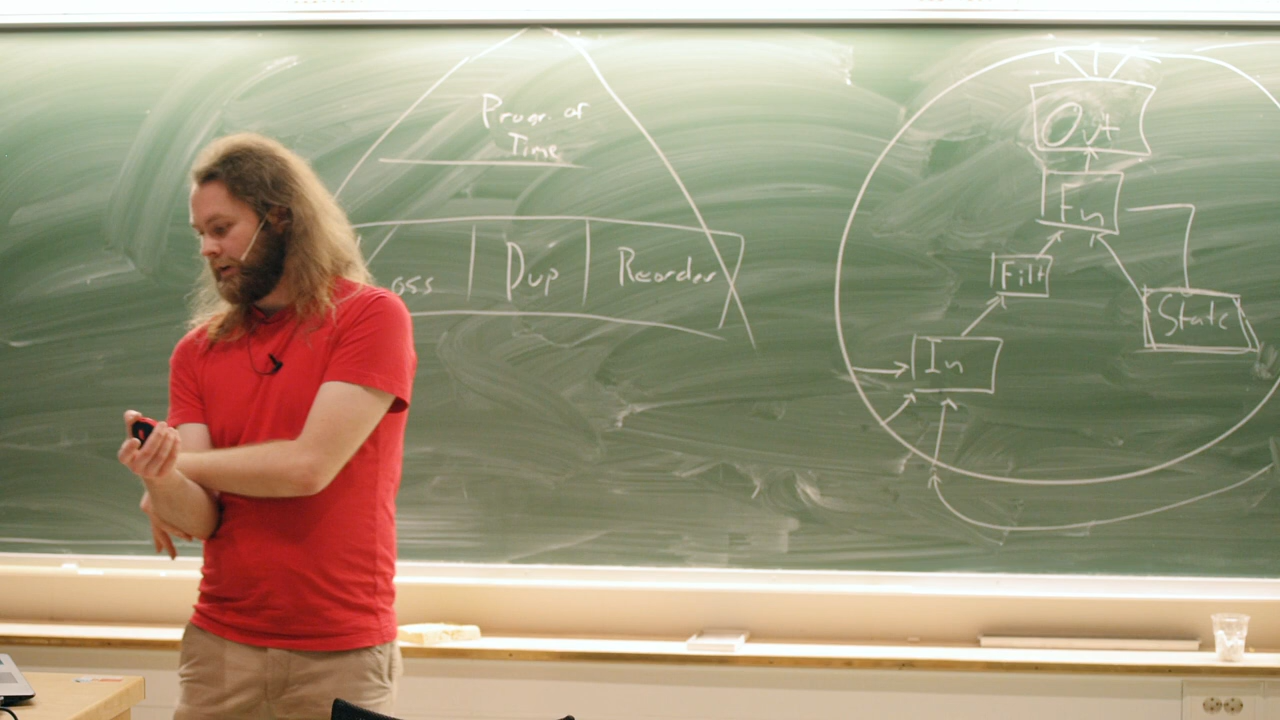 Progr. of
Time
oss
Dup
Reorder
Out
Fn
Filt
State
In